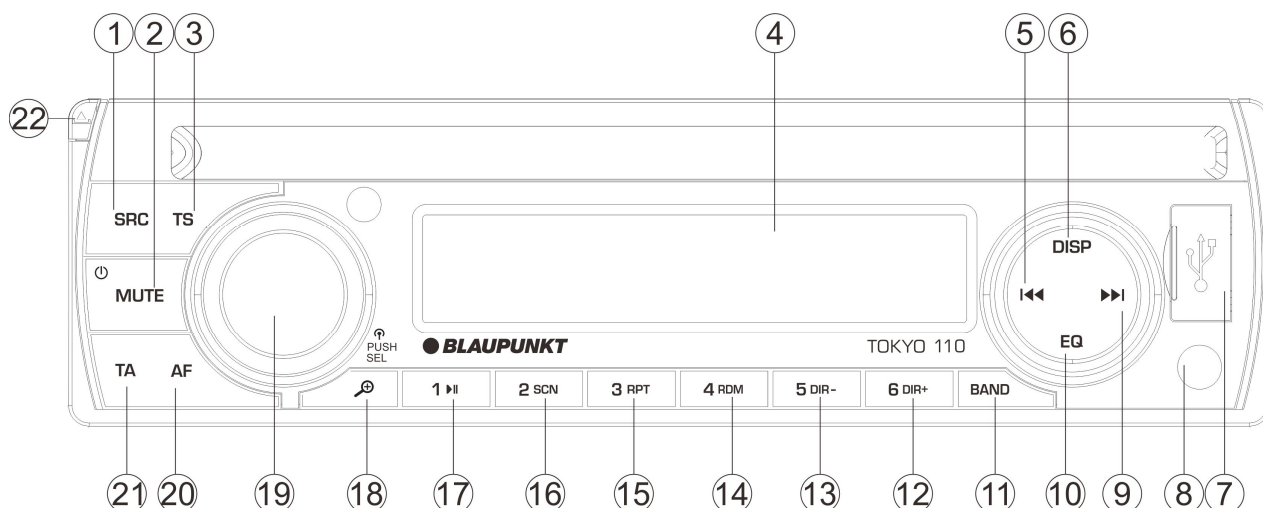 1 2 3 4 5 6
22
SRC TS
DISP
MUTE
EQ
PUSH
SEL
BLAUPUNKT TOKYO 110
TA AF
1 2 SCN 3 RPT 4 RDM 5 DIR- 6 DIR+ BAND
21 20 19 18 17 16 15 14 13 12 11 10 9 8 7